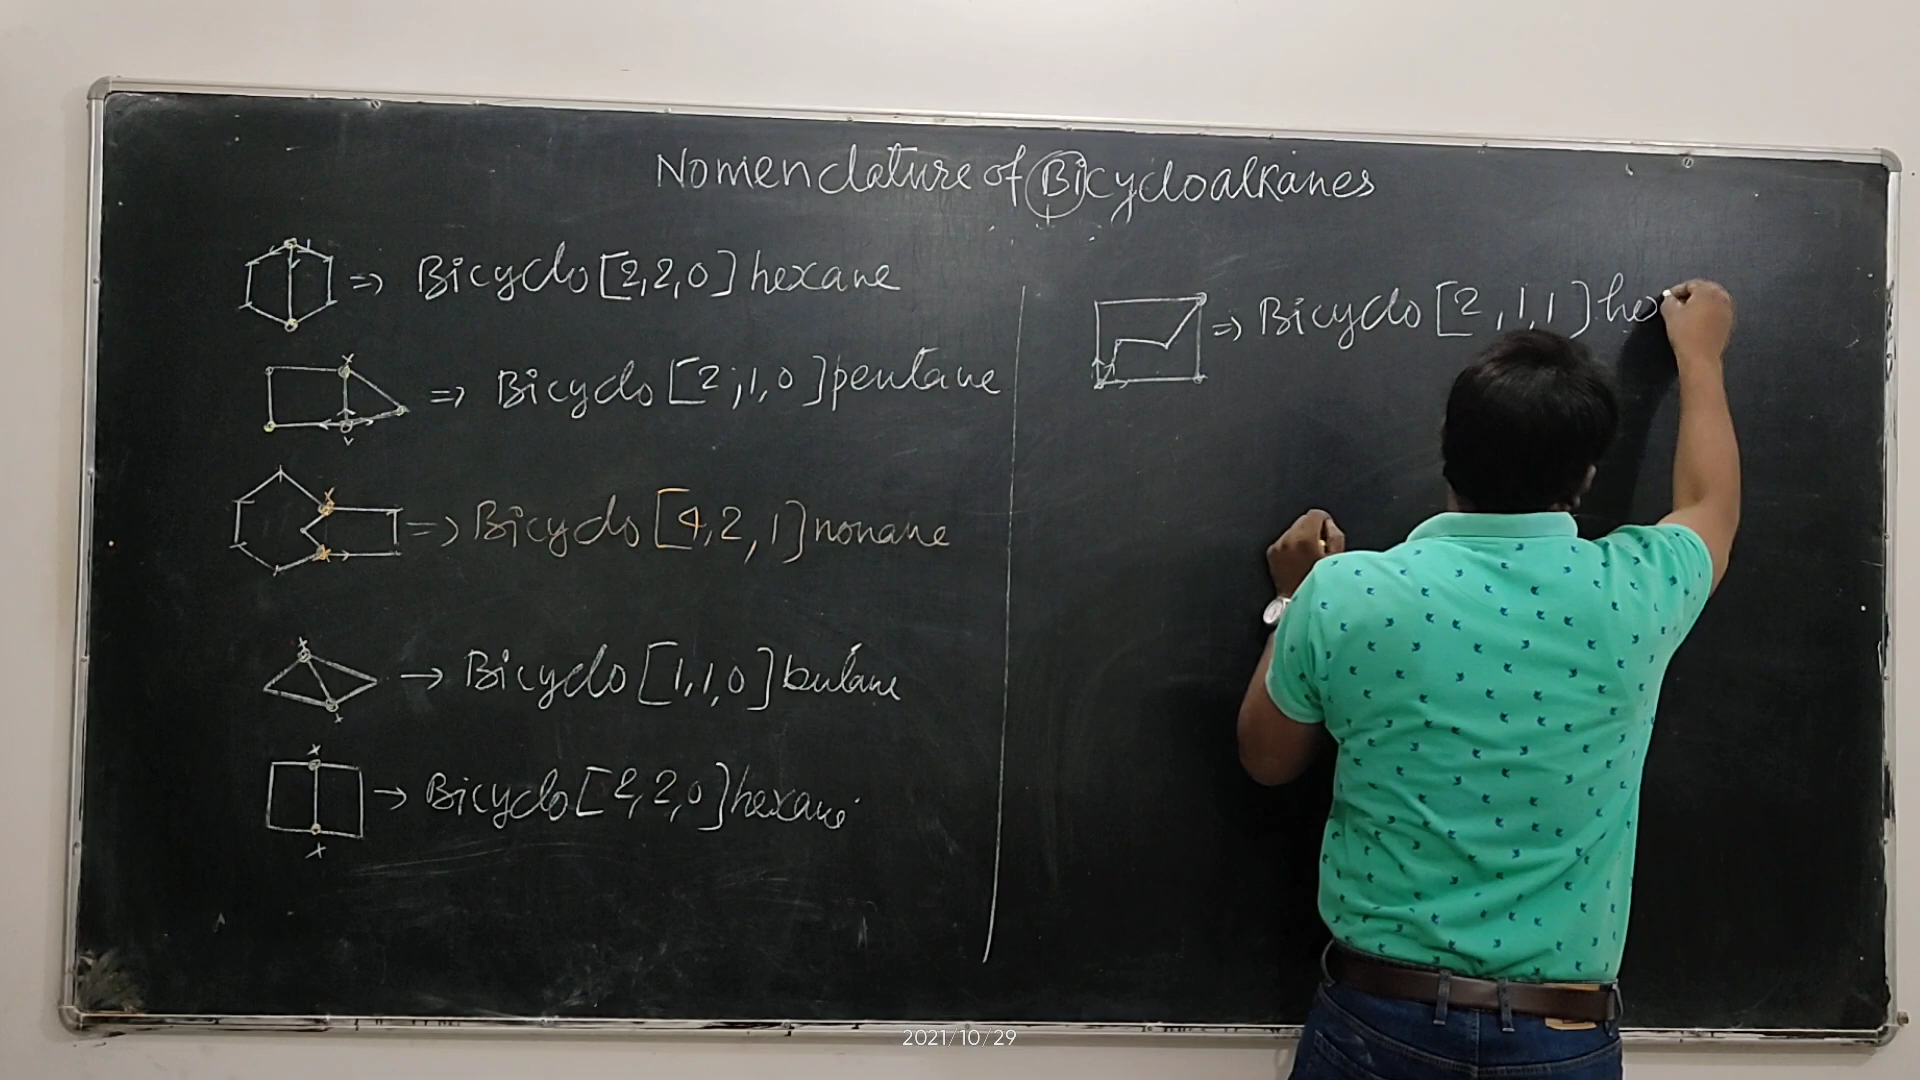 Nomenclature of Bicycloalkanes
=> Bicyclo [2,2,0] hexane
=> Bicyclo [2,1,0] pentane
=> Bicyclo [4,2,1] nonane
→ Bicyclo [1,1,0] butane
→ Bicyclo [2,2,0] hexane
=> Bicyclo [2,1,1] hex
2021/10/29